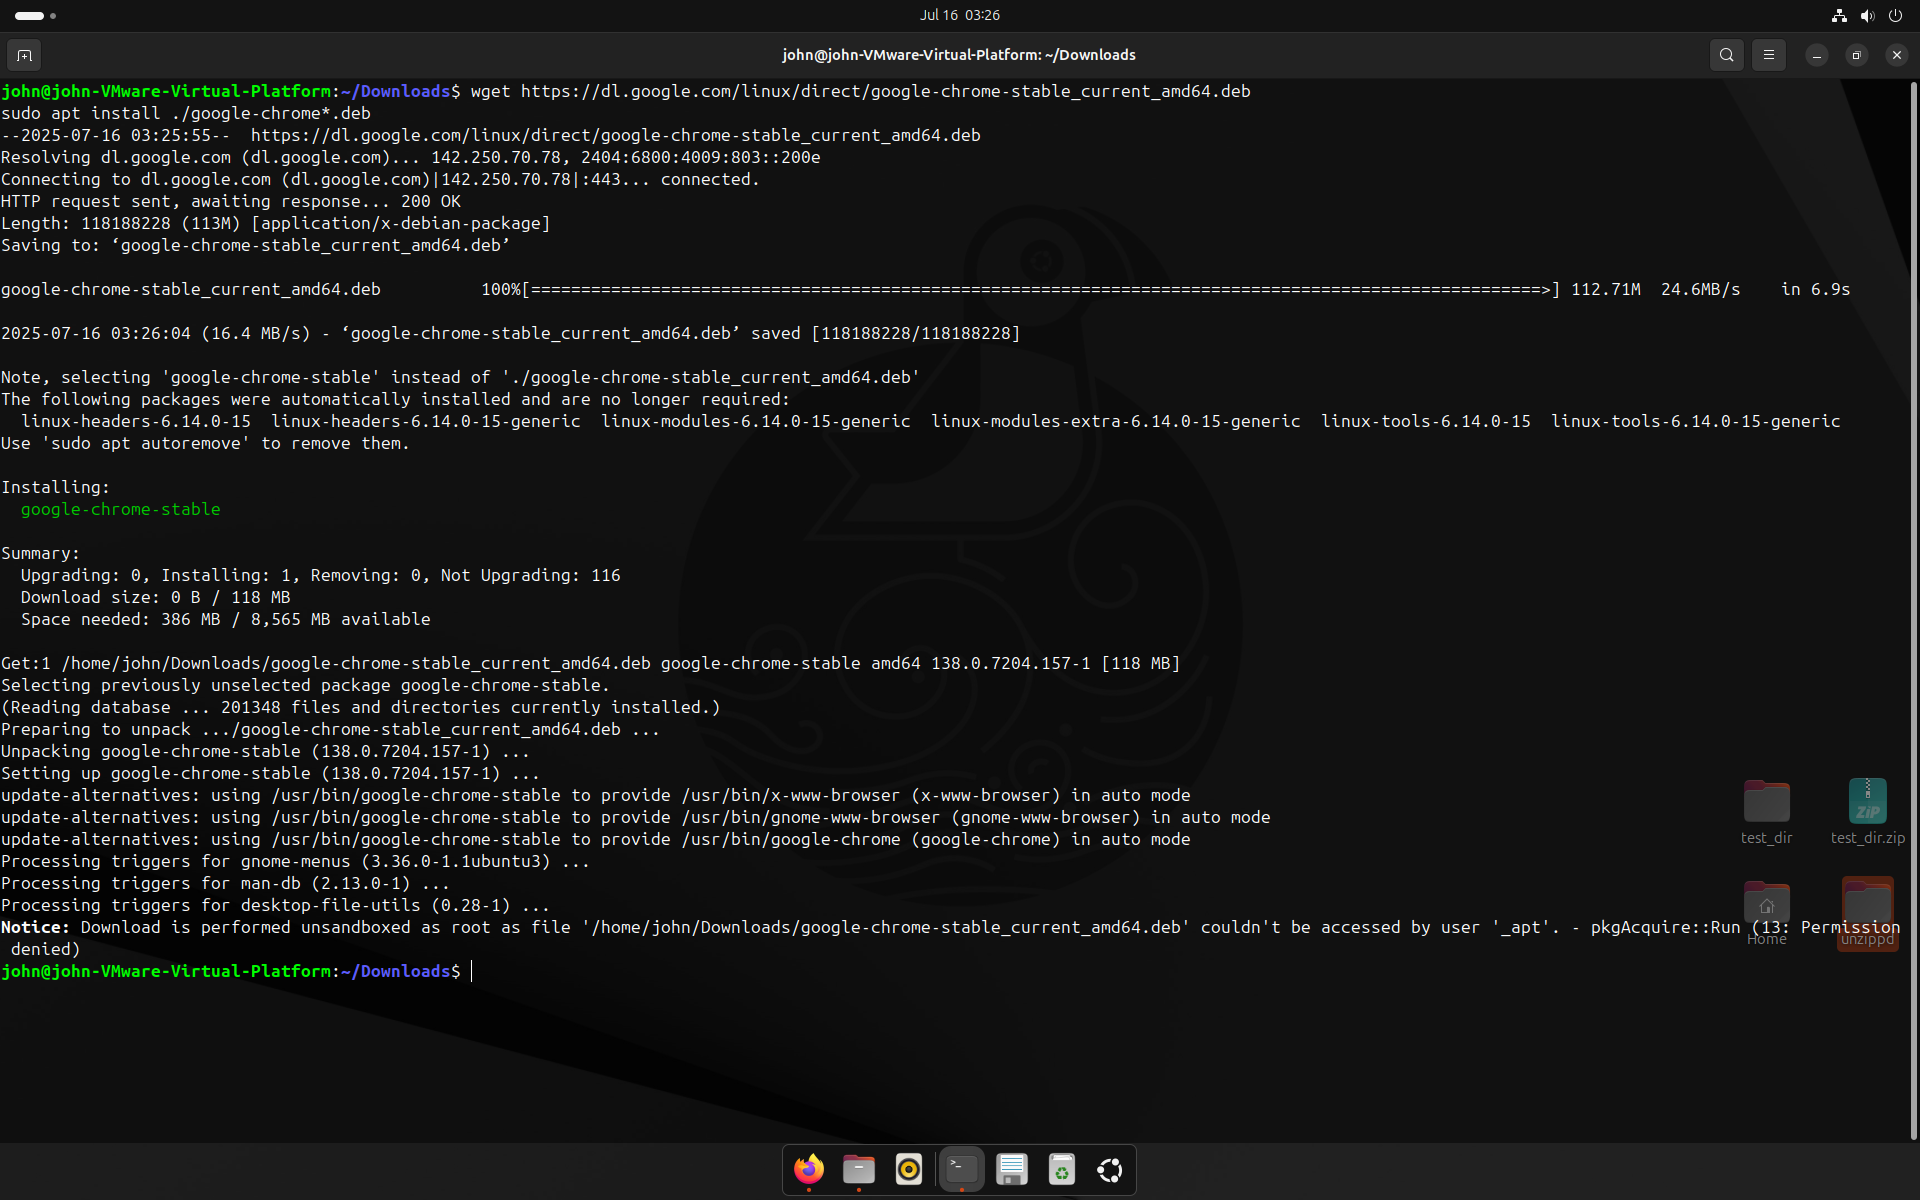 Jul 16 03:26
john@john-VMware-Virtual-Platform: ~/Downloads
john@john-VMware-Virtual-Platform:~/Downloads$ wget https://dl.google.com/linux/direct/google-chrome-stable_current_amd64.deb
sudo apt install ./google-chrome*.deb
--2025-07-16 03:25:55--  https://dl.google.com/linux/direct/google-chrome-stable_current_amd64.deb
Resolving dl.google.com (dl.google.com)... 142.250.70.78, 2404:6800:4009:803::200e
Connecting to dl.google.com (dl.google.com)|142.250.70.78|:443... connected.
HTTP request sent, awaiting response... 200 OK
Length: 118188228 (113M) [application/x-debian-package]
Saving to: ‘google-chrome-stable_current_amd64.deb’
google-chrome-stable_current_amd64.deb          100%[=====================================================================================================>] 112.71M  24.6MB/s    in 6.9s
2025-07-16 03:26:04 (16.4 MB/s) - ‘google-chrome-stable_current_amd64.deb’ saved [118188228/118188228]
Note, selecting 'google-chrome-stable' instead of './google-chrome-stable_current_amd64.deb'
The following packages were automatically installed and are no longer required:
  linux-headers-6.14.0-15  linux-headers-6.14.0-15-generic  linux-modules-6.14.0-15-generic  linux-modules-extra-6.14.0-15-generic  linux-tools-6.14.0-15  linux-tools-6.14.0-15-generic
Use 'sudo apt autoremove' to remove them.
Installing:
  google-chrome-stable
Summary:
  Upgrading: 0, Installing: 1, Removing: 0, Not Upgrading: 116
  Download size: 0 B / 118 MB
  Space needed: 386 MB / 8,565 MB available
Get:1 /home/john/Downloads/google-chrome-stable_current_amd64.deb google-chrome-stable amd64 138.0.7204.157-1 [118 MB]
Selecting previously unselected package google-chrome-stable.
(Reading database ... 201348 files and directories currently installed.)
Preparing to unpack .../google-chrome-stable_current_amd64.deb ...
Unpacking google-chrome-stable (138.0.7204.157-1) ...
Setting up google-chrome-stable (138.0.7204.157-1) ...
update-alternatives: using /usr/bin/google-chrome-stable to provide /usr/bin/x-www-browser (x-www-browser) in auto mode
update-alternatives: using /usr/bin/google-chrome-stable to provide /usr/bin/gnome-www-browser (gnome-www-browser) in auto mode
update-alternatives: using /usr/bin/google-chrome-stable to provide /usr/bin/google-chrome (google-chrome) in auto mode
Processing triggers for gnome-menus (3.36.0-1.1ubuntu3) ...
Processing triggers for man-db (2.13.0-1) ...
Processing triggers for desktop-file-utils (0.28-1) ...
Notice: Download is performed unsandboxed as root as file '/home/john/Downloads/google-chrome-stable_current_amd64.deb' couldn't be accessed by user '_apt'. - pkgAcquire::Run (13: Permission
 denied)
john@john-VMware-Virtual-Platform:~/Downloads$
test_dir
test_dir.zip
ZiP
Home
unzippd